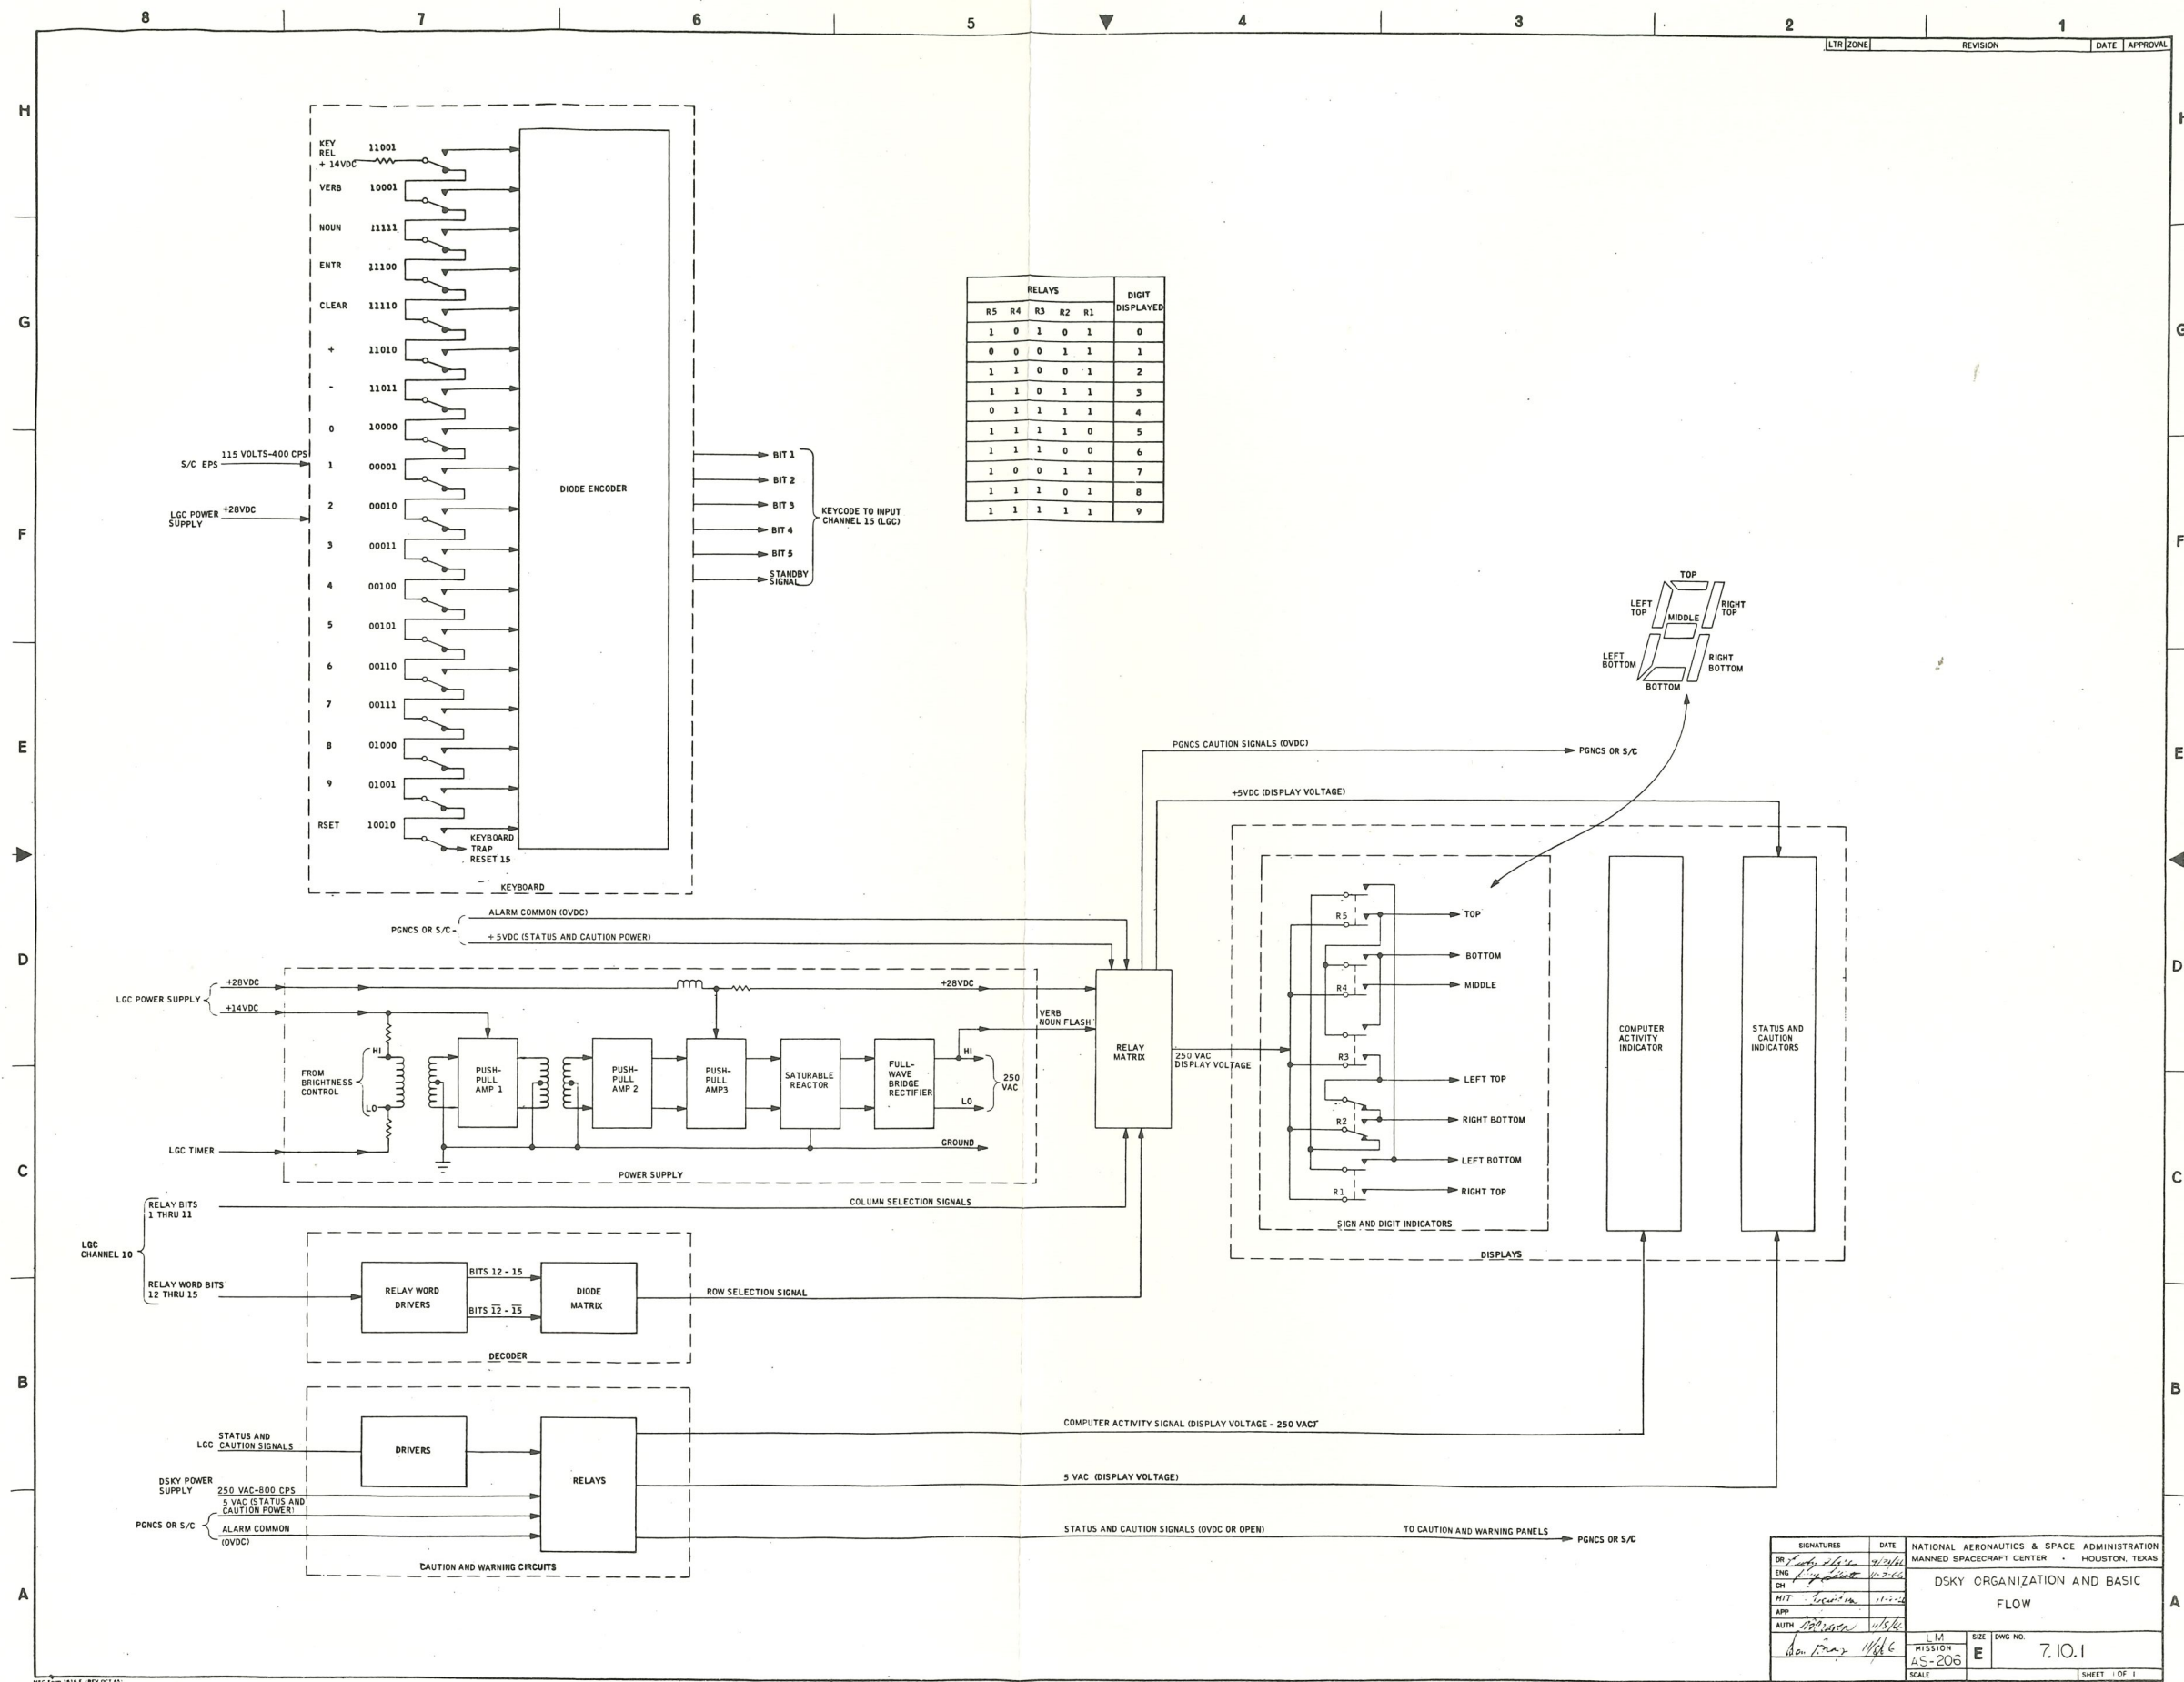 8 7 6 5 4 3 2 1
LTR ZONE REVISION DATE APPROVAL
H
G
F
E
D
C
B
A
KEY REL 11001
+ 14VDC
VERB 10001
NOUN 11111
ENTR 11100
CLEAR 11110
+ 11010
- 11011
0 10000
1 00001
2 00010
3 00011
4 00100
5 00101
6 00110
7 00111
8 01000
9 01001
RSET 10010
KEYBOARD
TRAP
RESET 15
DIODE ENCODER
KEYBOARD
S/C EPS 115 VOLTS-400 CPS
LGC POWER
SUPPLY
+28VDC
BIT 1
BIT 2
BIT 3
BIT 4
BIT 5
STANDBY
SIGNAL
KEYCODE TO INPUT
CHANNEL 15 (LGC)
RELAYS DIGIT DISPLAYED
R5 R4 R3 R2 R1
1 0 1 0 1 0
0 0 0 1 1 1
1 1 0 0 1 2
1 1 0 1 1 3
0 1 1 1 1 4
1 1 1 1 0 5
1 1 1 0 0 6
1 0 0 1 1 7
1 1 1 0 1 8
1 1 1 1 1 9
TOP
LEFT
TOP
RIGHT
TOP
MIDDLE
LEFT
BOTTOM
RIGHT
BOTTOM
BOTTOM
PGNCS CAUTION SIGNALS (0VDC)
PGNCS OR S/C
+5VDC (DISPLAY VOLTAGE)
PGNCS OR S/C
ALARM COMMON (0VDC)
+ 5VDC (STATUS AND CAUTION POWER)
LGC POWER SUPPLY
+28VDC
+14VDC
+28VDC
VERB
NOUN FLASH
FROM
BRIGHTNESS
CONTROL
HI
LO
PUSH-
PULL
AMP 1
PUSH-
PULL
AMP 2
PUSH-
PULL
AMP3
SATURABLE
REACTOR
FULL-
WAVE
BRIDGE
RECTIFIER
HI
LO
250
VAC
LGC TIMER
GROUND
POWER SUPPLY
RELAY
MATRIX
250 VAC
DISPLAY VOLTAGE
R5
R4
R3
R2
R1
TOP
BOTTOM
MIDDLE
LEFT TOP
RIGHT BOTTOM
LEFT BOTTOM
RIGHT TOP
SIGN AND DIGIT INDICATORS
COMPUTER
ACTIVITY
INDICATOR
STATUS AND
CAUTION
INDICATORS
DISPLAYS
LGC
CHANNEL 10
RELAY BITS
1 THRU 11
COLUMN SELECTION SIGNALS
RELAY WORD BITS
12 THRU 15
RELAY WORD
DRIVERS
BITS 12 - 15
BITS 1̅2̅ - 1̅5̅
DIODE
MATRIX
ROW SELECTION SIGNAL
DECODER
LGC
STATUS AND
CAUTION SIGNALS
DRIVERS
RELAYS
DSKY POWER
SUPPLY
250 VAC-800 CPS
5 VAC (STATUS AND
CAUTION POWER)
PGNCS OR S/C
ALARM COMMON
(0VDC)
CAUTION AND WARNING CIRCUITS
COMPUTER ACTIVITY SIGNAL (DISPLAY VOLTAGE - 250 VAC)
5 VAC (DISPLAY VOLTAGE)
STATUS AND CAUTION SIGNALS (0VDC OR OPEN)
TO CAUTION AND WARNING PANELS
PGNCS OR S/C
SIGNATURES DATE
DR
ENG 11-7-66
CH
MIT
APP
AUTH
NATIONAL AERONAUTICS & SPACE ADMINISTRATION
MANNED SPACECRAFT CENTER · HOUSTON, TEXAS
DSKY ORGANIZATION AND BASIC
FLOW
LM
MISSION
AS-206
SIZE
E
DWG NO.
7.10.1
SCALE
SHEET 1 OF 1